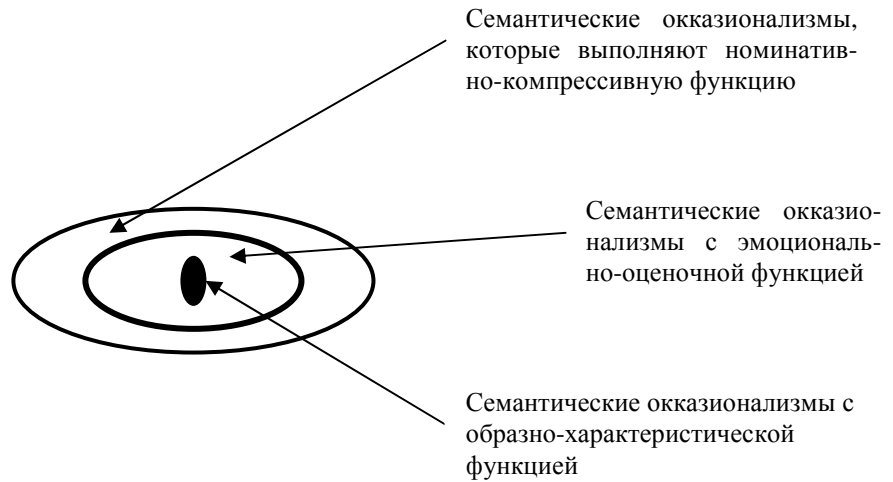 Семантические окказионализмы,
которые выполняют номинатив-
но-компрессивную функцию
Семантические окказио-
нализмы с эмоциональ-
но-оценочной функцией
Семантические окказионализмы с
образно-характеристической
функцией